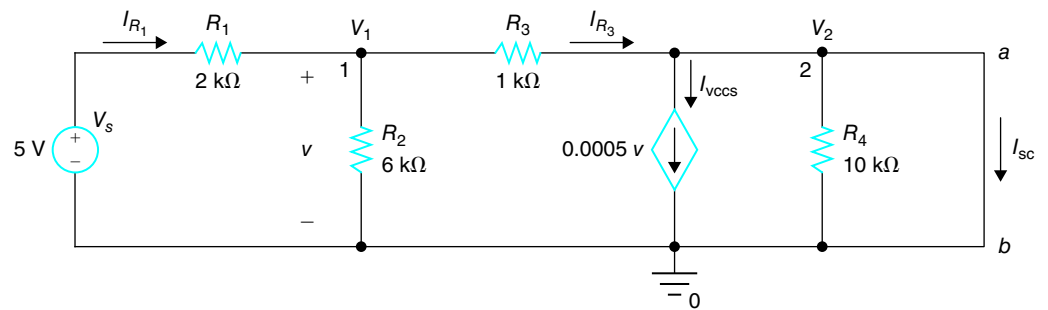 I_R₁ R₁ V₁ R₃ I_R₃ V₂
2 kΩ + 1 1 kΩ 2 a
I_vccs
5 V V_s + − v R₂ 6 kΩ 0.0005 v R₄ 10 kΩ I_sc
− b
0